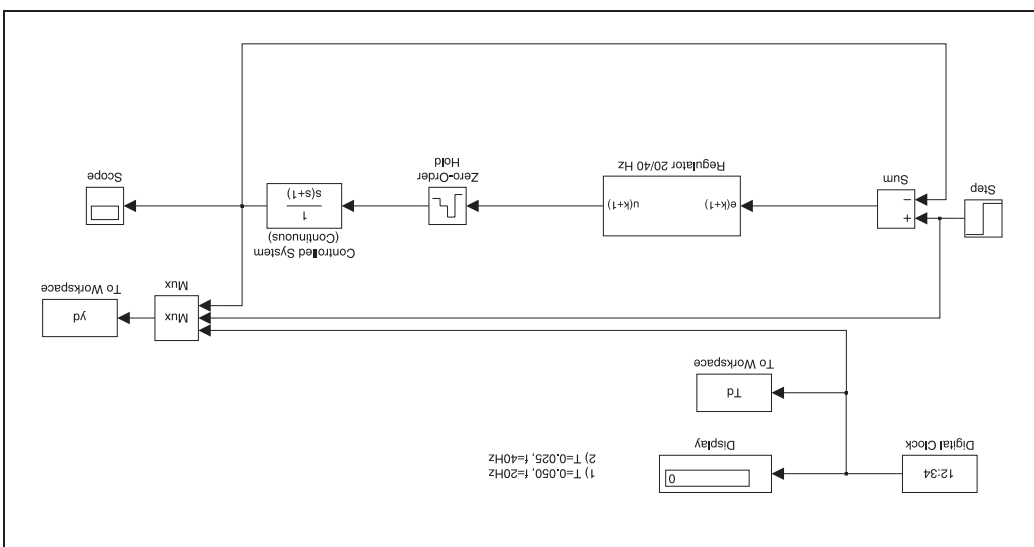 12:34
Digital Clock
0
Display
1) T=0.050, f=20Hz
2) T=0.025, f=40Hz
Td
To Workspace
Mux
Mux
yd
To Workspace
Step
+
−
Sum
e(k+1)
u(k+1)
Regulator 20/40 Hz
Zero-Order
Hold
Controlled System
(Continuous)
1
s(s+1)
Scope